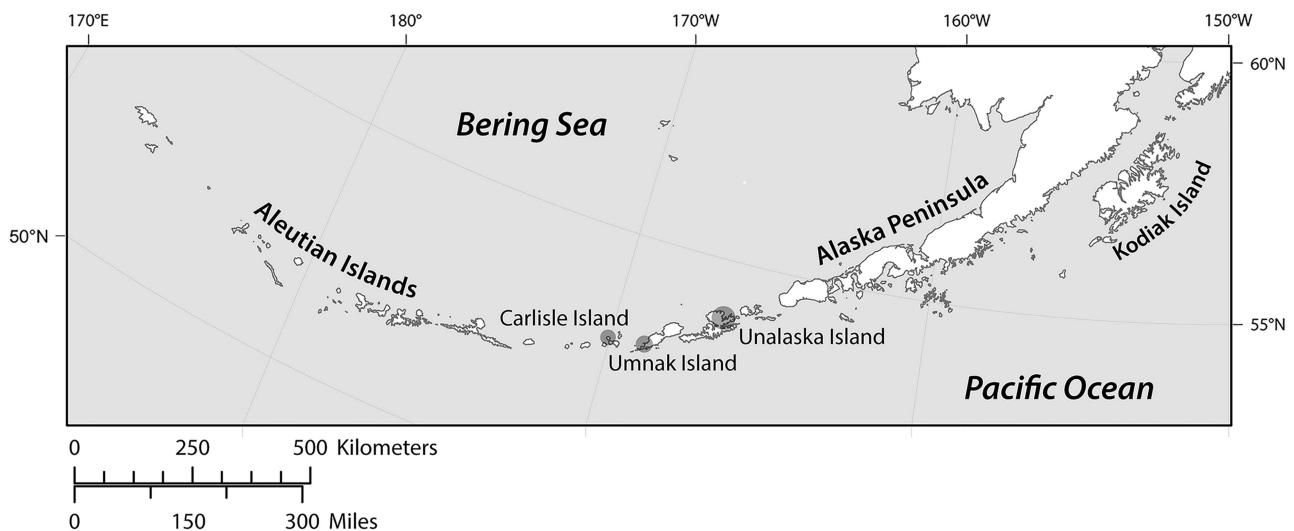 170°E 180° 170°W 160°W 150°W
60°N
Bering Sea
Alaska Peninsula
Kodiak Island
Aleutian Islands
50°N
Carlisle Island
55°N
Unalaska Island
Umnak Island
Pacific Ocean
0 250 500 Kilometers
0 150 300 Miles